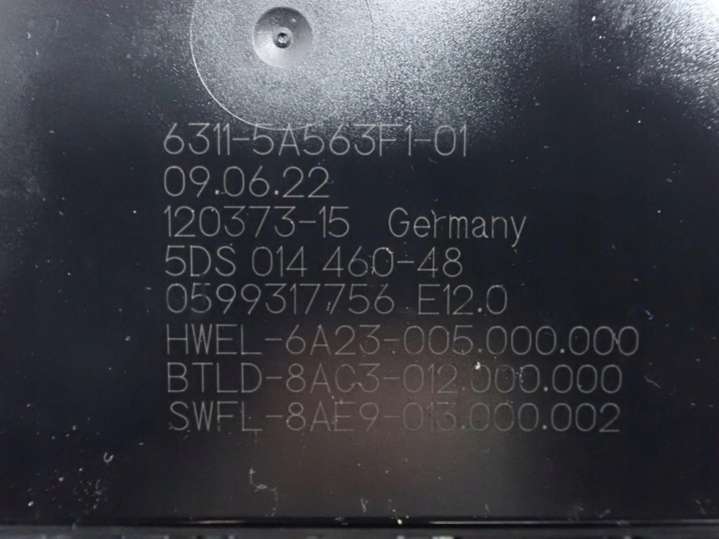 6311-5A563F1-01
09.06.22
120373-15 Germany
5DS 014 460-48
0599317756 E12.0
HWEL-6A23-005.000.000
BTLD-8AC3-012.000.000
SWFL-8AE9-013.000.002